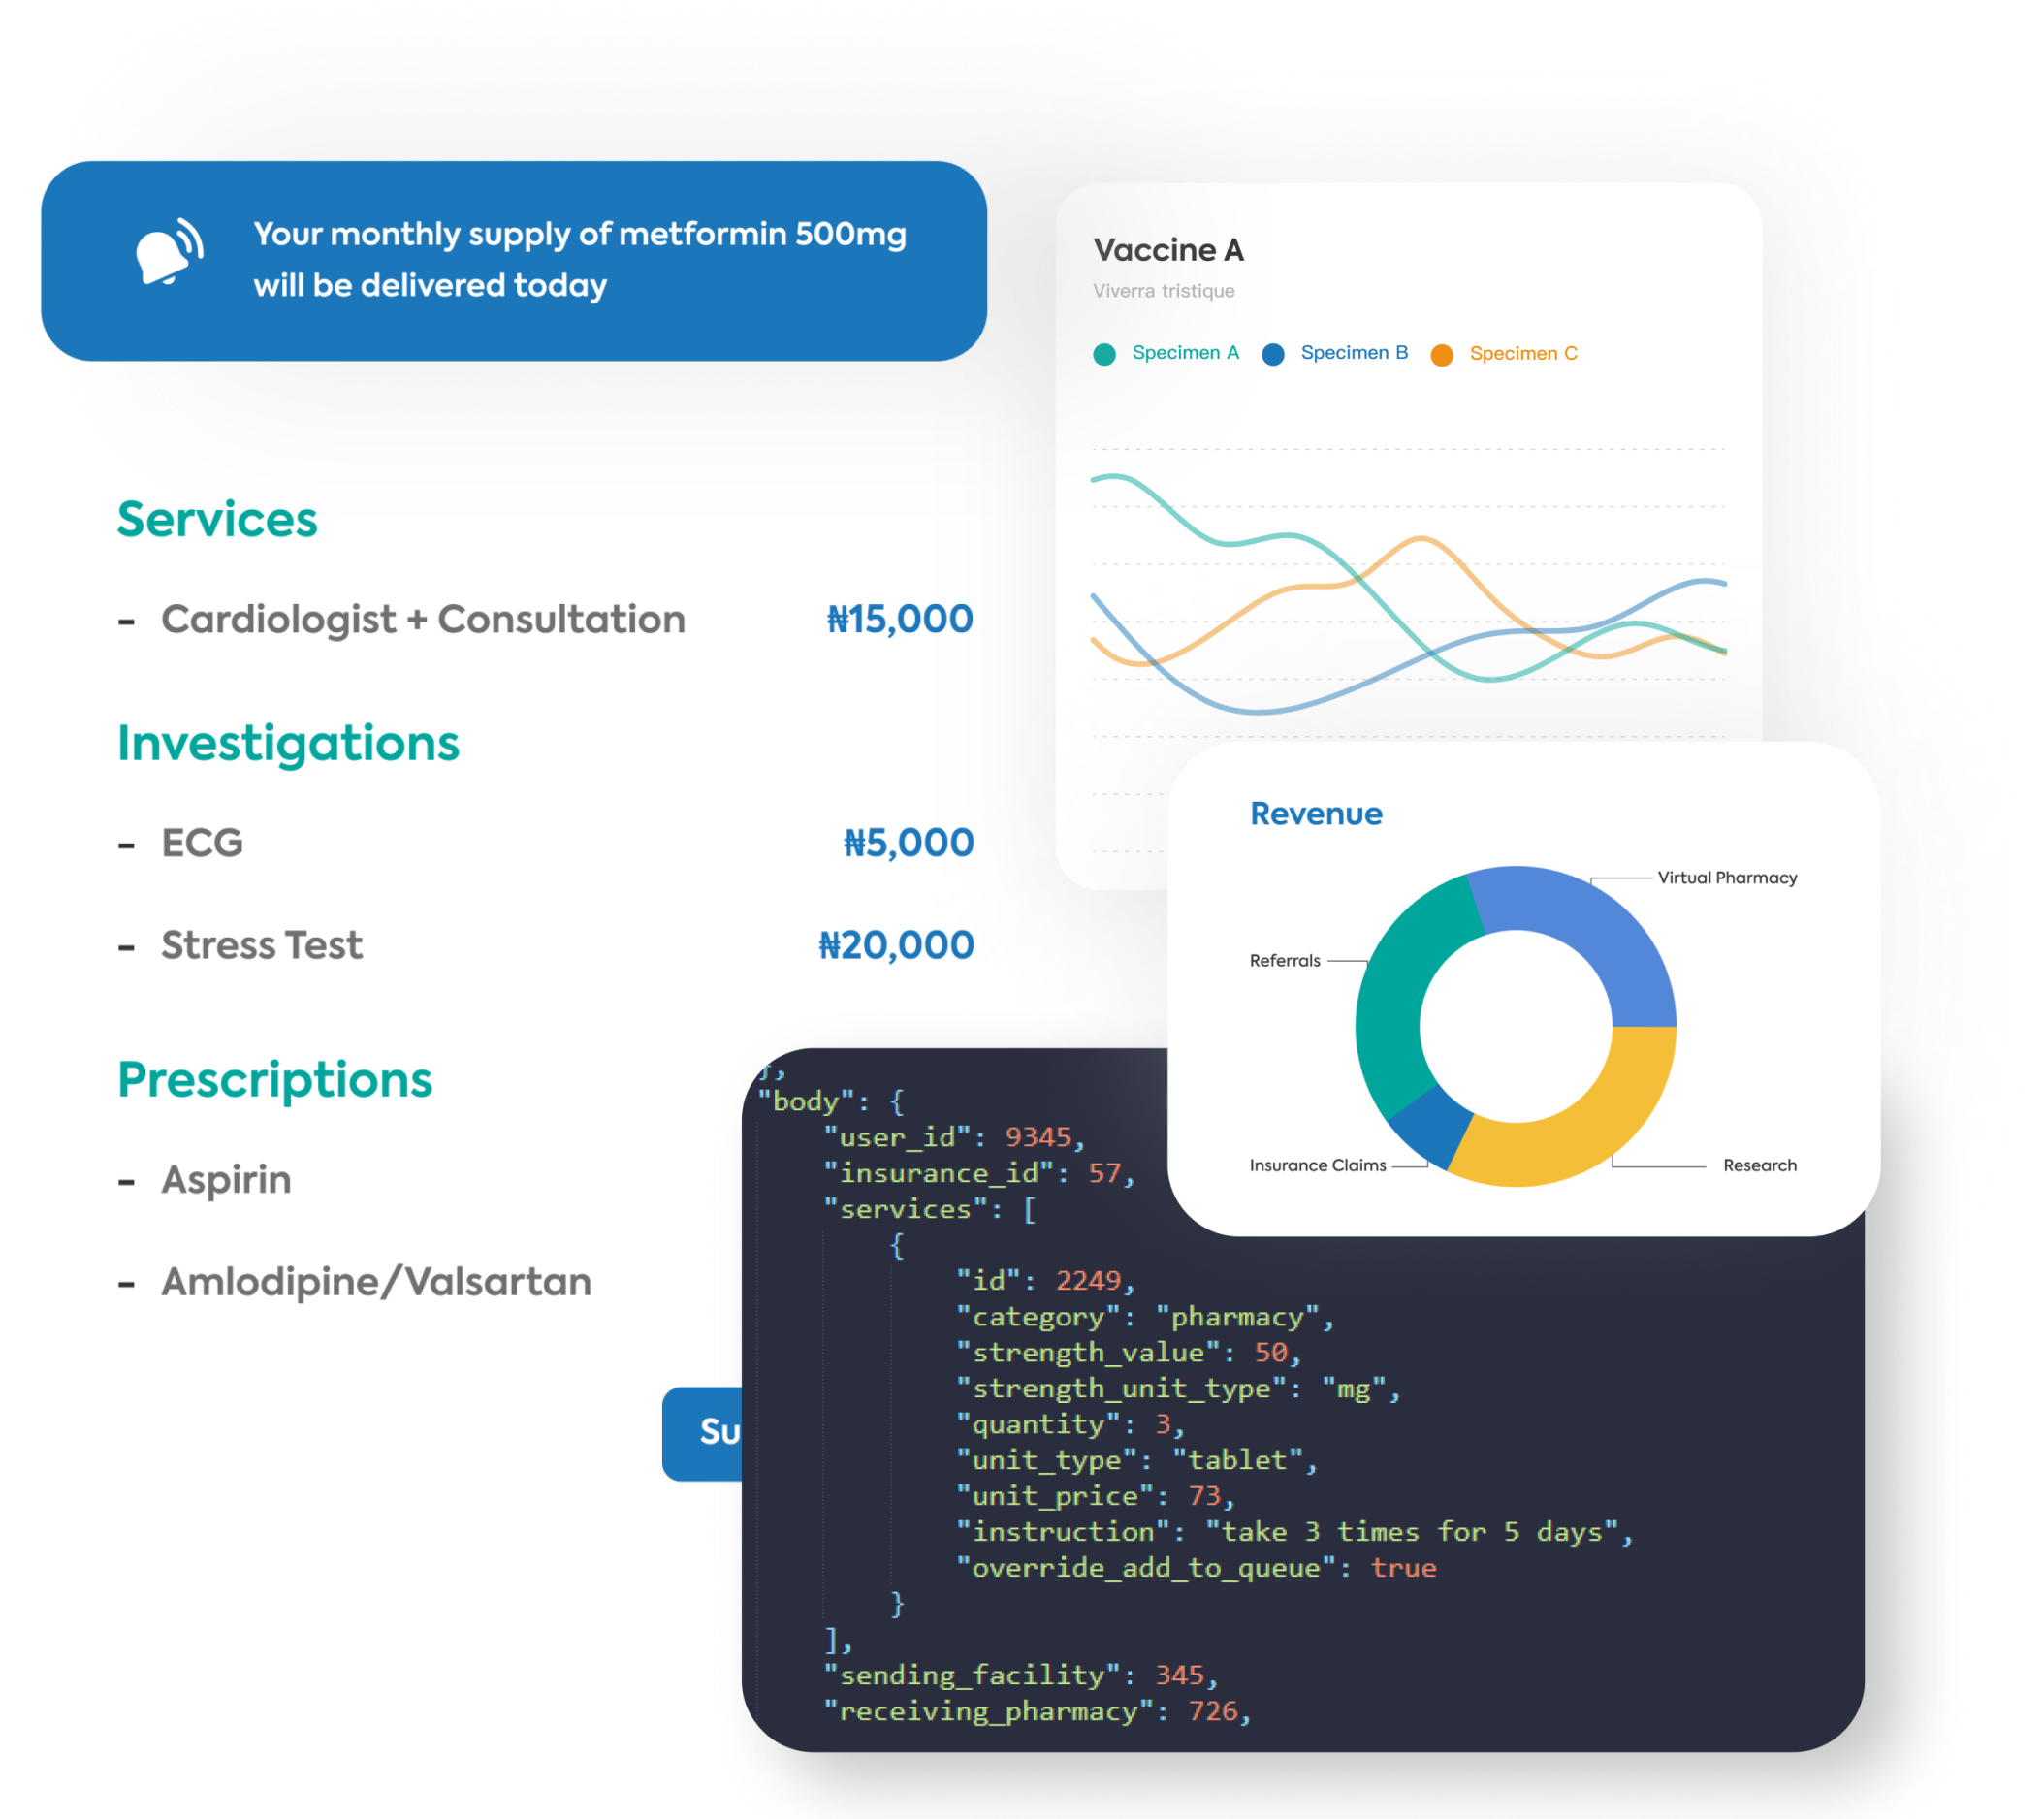 Your monthly supply of metformin 500mg
will be delivered today
Services
- Cardiologist + Consultation ₦15,000
Investigations
- ECG ₦5,000
- Stress Test ₦20,000
Prescriptions
- Aspirin
- Amlodipine/Valsartan
Su
Vaccine A
Viverra tristique
Specimen A Specimen B Specimen C
Revenue
Virtual Pharmacy
Referrals
Insurance Claims
Research
},
"body": {
"user_id": 9345,
"insurance_id": 57,
"services": [
{
"id": 2249,
"category": "pharmacy",
"strength_value": 50,
"strength_unit_type": "mg",
"quantity": 3,
"unit_type": "tablet",
"unit_price": 73,
"instruction": "take 3 times for 5 days",
"override_add_to_queue": true
}
],
"sending_facility": 345,
"receiving_pharmacy": 726,